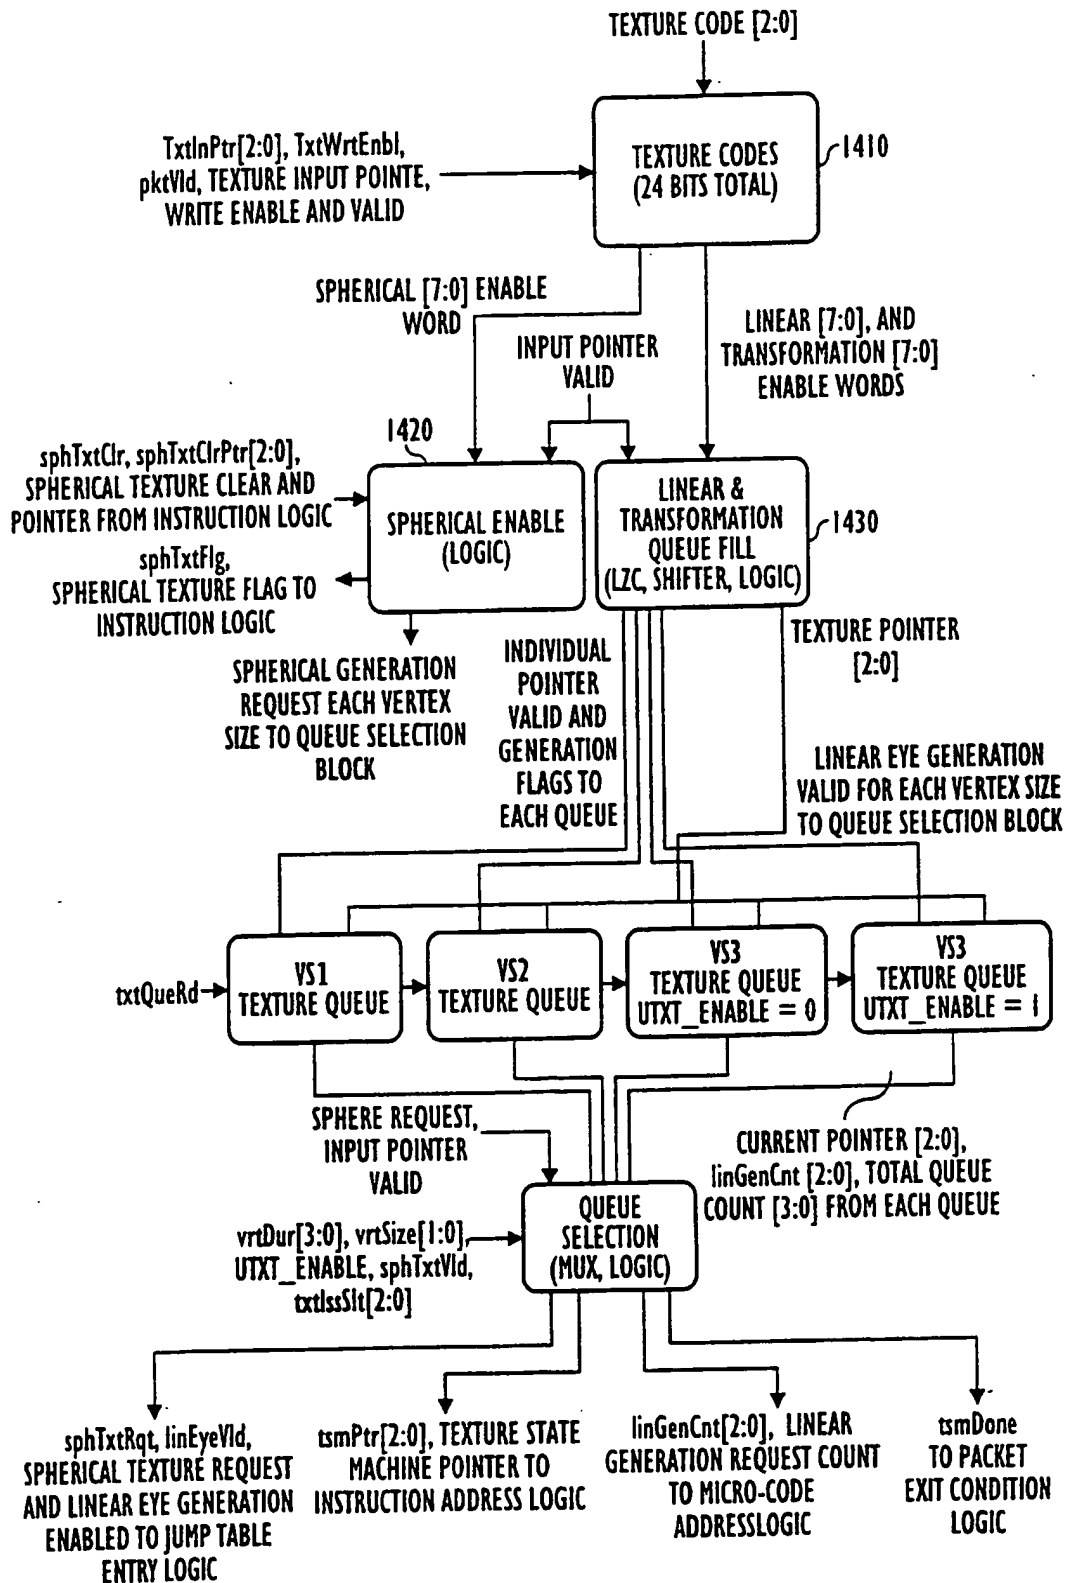 TEXTURE CODE [2:0]
TxtInPtr[2:0], TxtWrtEnbl,
pktVld, TEXTURE INPUT POINTE,
WRITE ENABLE AND VALID
TEXTURE CODES
(24 BITS TOTAL)
1410
SPHERICAL [7:0] ENABLE
WORD
INPUT POINTER
VALID
LINEAR [7:0], AND
TRANSFORMATION [7:0]
ENABLE WORDS
1420
sphTxtClr, sphTxtClrPtr[2:0],
SPHERICAL TEXTURE CLEAR AND
POINTER FROM INSTRUCTION LOGIC
sphTxtFlg,
SPHERICAL TEXTURE FLAG TO
INSTRUCTION LOGIC
SPHERICAL ENABLE
(LOGIC)
LINEAR &
TRANSFORMATION
QUEUE FILL
(LZC, SHIFTER, LOGIC)
1430
SPHERICAL GENERATION
REQUEST EACH VERTEX
SIZE TO QUEUE SELECTION
BLOCK
INDIVIDUAL
POINTER
VALID AND
GENERATION
FLAGS TO
EACH QUEUE
TEXTURE POINTER
[2:0]
LINEAR EYE GENERATION
VALID FOR EACH VERTEX SIZE
TO QUEUE SELECTION BLOCK
txtQueRd
VS1
TEXTURE QUEUE
VS2
TEXTURE QUEUE
VS3
TEXTURE QUEUE
UTXT_ENABLE = 0
VS3
TEXTURE QUEUE
UTXT_ENABLE = 1
SPHERE REQUEST,
INPUT POINTER
VALID
CURRENT POINTER [2:0],
linGenCnt [2:0], TOTAL QUEUE
COUNT [3:0] FROM EACH QUEUE
vrtDur[3:0], vrtSize[1:0],
UTXT_ENABLE, sphTxtVld,
txtIssSlt[2:0]
QUEUE
SELECTION
(MUX, LOGIC)
sphTxtRqt, linEyeVld,
SPHERICAL TEXTURE REQUEST
AND LINEAR EYE GENERATION
ENABLED TO JUMP TABLE
ENTRY LOGIC
tsmPtr[2:0], TEXTURE STATE
MACHINE POINTER TO
INSTRUCTION ADDRESS LOGIC
linGenCnt[2:0], LINEAR
GENERATION REQUEST COUNT
TO MICRO-CODE
ADDRESSLOGIC
tsmDone
TO PACKET
EXIT CONDITION
LOGIC